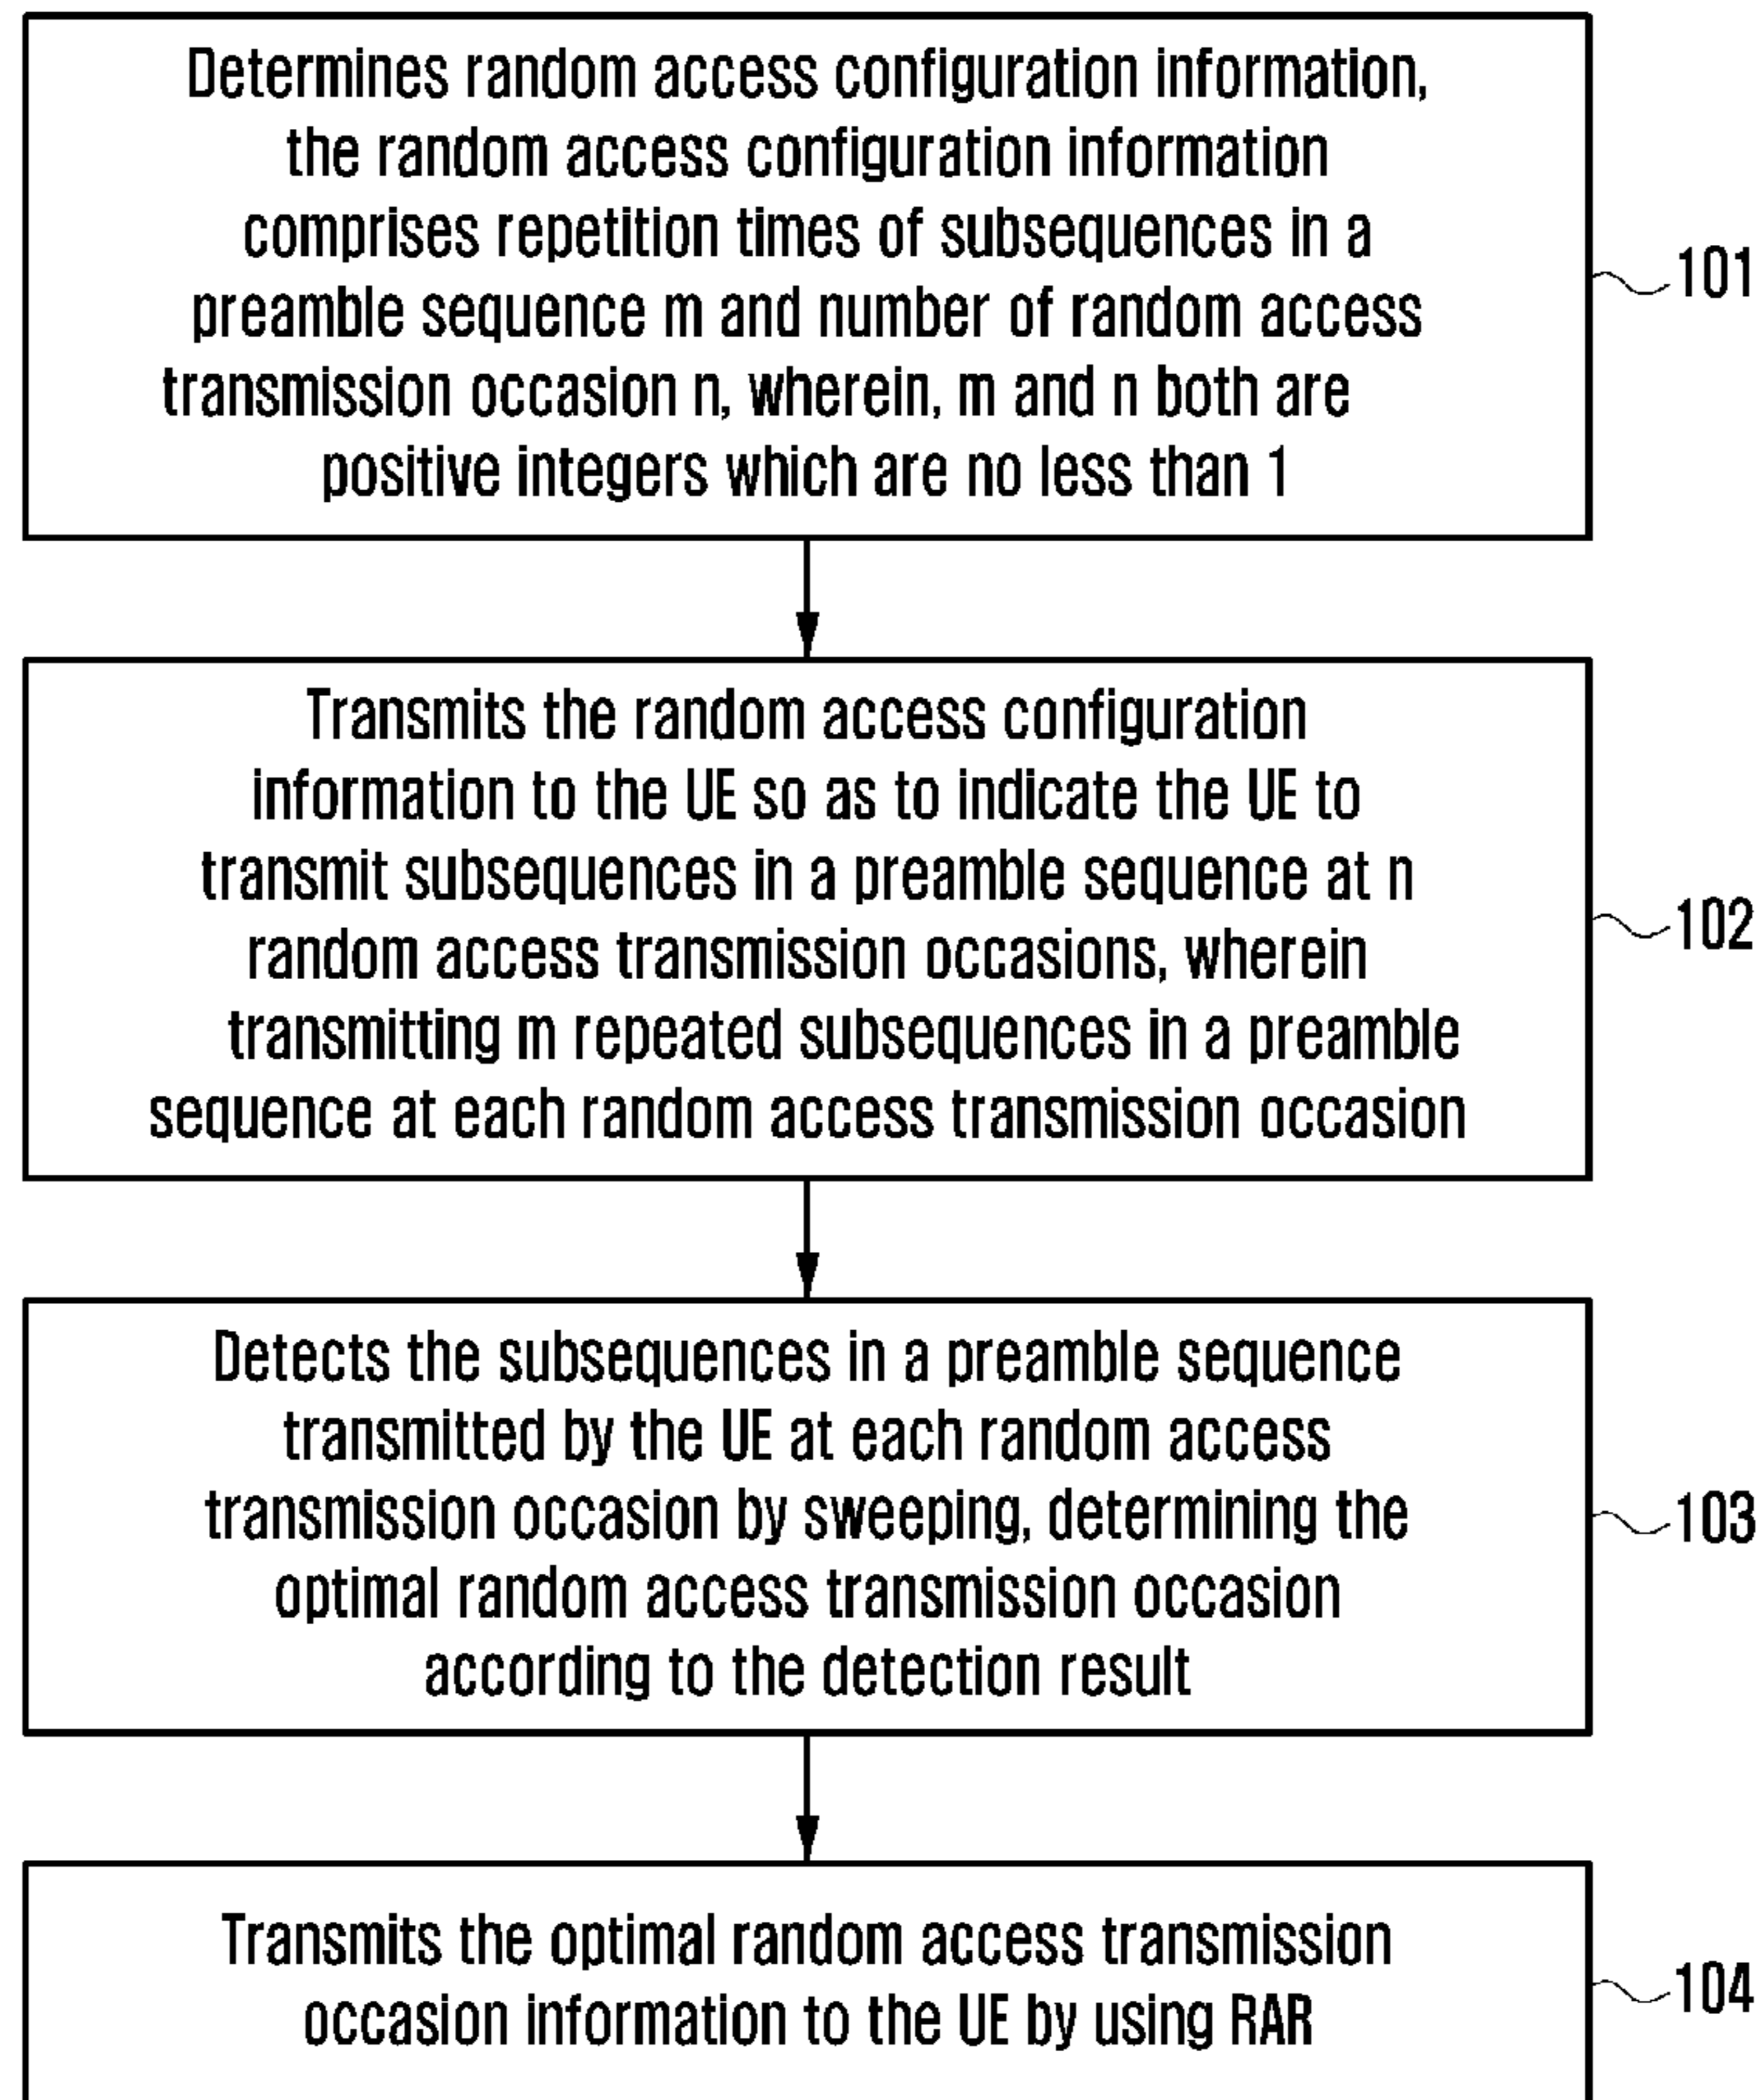 Determines random access configuration information,
the random access configuration information
comprises repetition times of subsequences in a
preamble sequence m and number of random access
transmission occasion n, wherein, m and n both are
positive integers which are no less than 1
101
Transmits the random access configuration
information to the UE so as to indicate the UE to
transmit subsequences in a preamble sequence at n
random access transmission occasions, wherein
transmitting m repeated subsequences in a preamble
sequence at each random access transmission occasion
102
Detects the subsequences in a preamble sequence
transmitted by the UE at each random access
transmission occasion by sweeping, determining the
optimal random access transmission occasion
according to the detection result
103
Transmits the optimal random access transmission
occasion information to the UE by using RAR
104